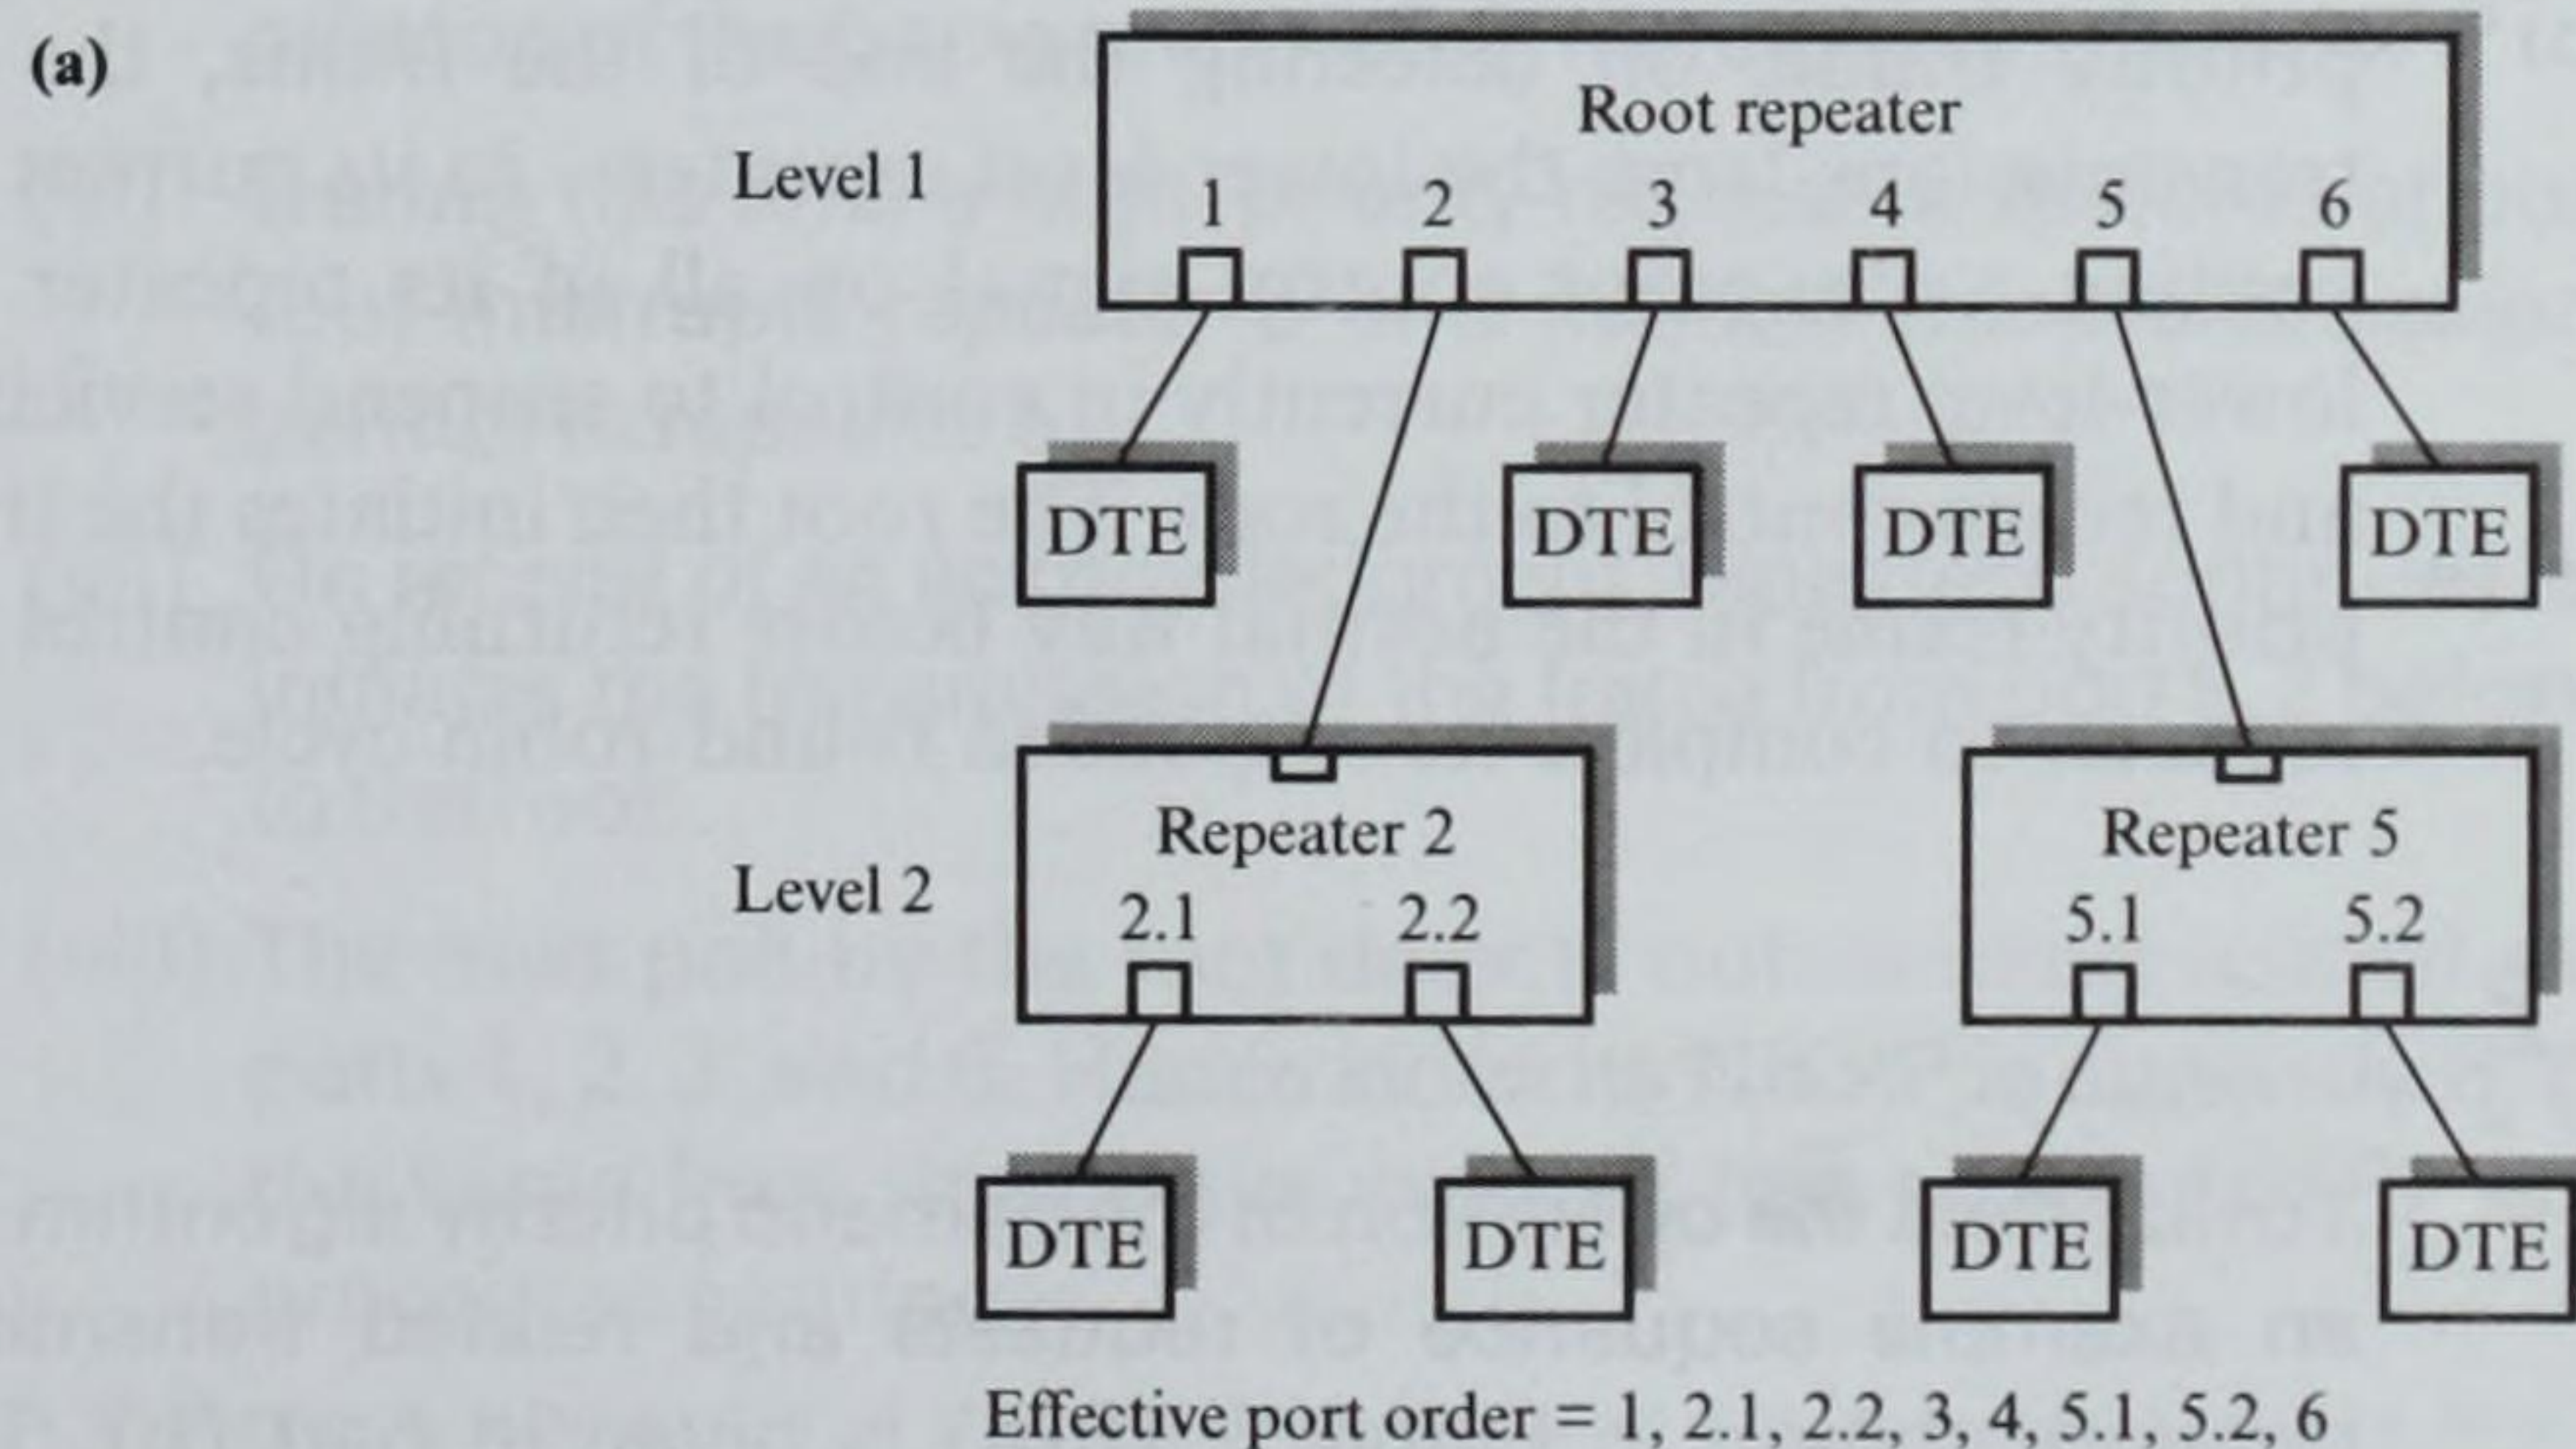 (a)
Root repeater
Level 1
1 2 3 4 5 6
DTE DTE DTE DTE
Repeater 2 Repeater 5
Level 2
2.1 2.2 5.1 5.2
DTE DTE DTE DTE
Effective port order = 1, 2.1, 2.2, 3, 4, 5.1, 5.2, 6